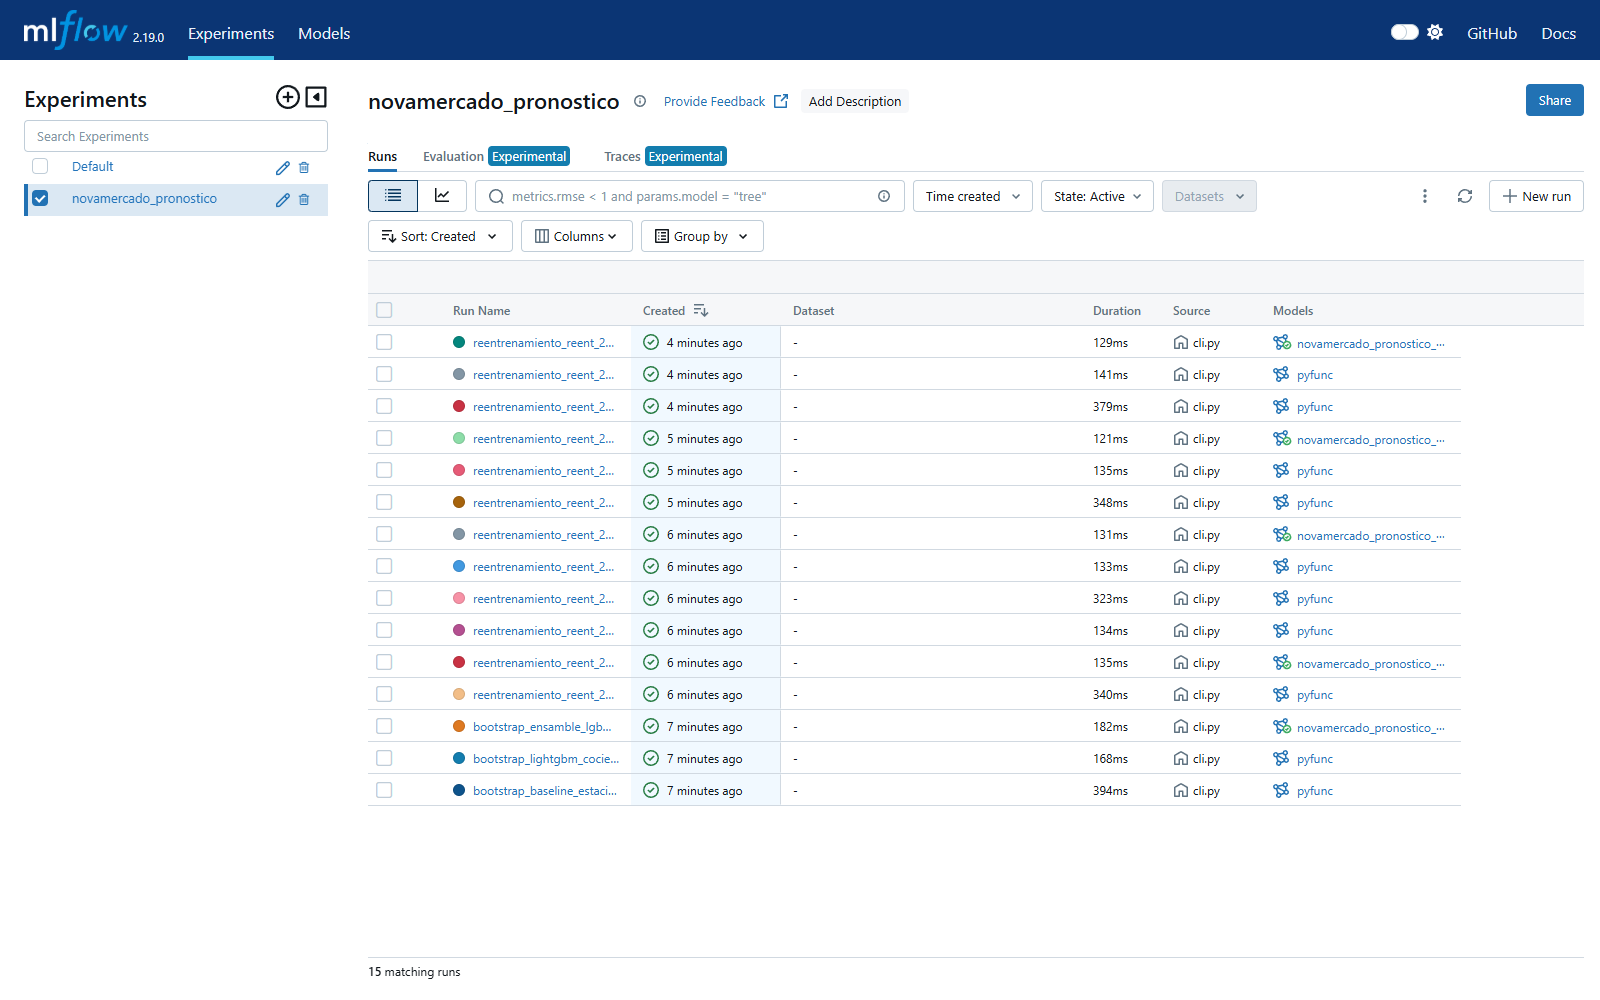 mlflow 2.19.0 Experiments Models GitHub Docs
Experiments
Search Experiments
Default
novamercado_pronostico
novamercado_pronostico Provide Feedback Add Description Share
Runs Evaluation Experimental Traces Experimental
metrics.rmse < 1 and params.model = "tree" Time created State: Active Datasets New run
Sort: Created Columns Group by
Run Name Created Dataset Duration Source Models
reentrenamiento_reent_2... 4 minutes ago - 129ms cli.py novamercado_pronostico_...
reentrenamiento_reent_2... 4 minutes ago - 141ms cli.py pyfunc
reentrenamiento_reent_2... 4 minutes ago - 379ms cli.py pyfunc
reentrenamiento_reent_2... 5 minutes ago - 121ms cli.py novamercado_pronostico_...
reentrenamiento_reent_2... 5 minutes ago - 135ms cli.py pyfunc
reentrenamiento_reent_2... 5 minutes ago - 348ms cli.py pyfunc
reentrenamiento_reent_2... 6 minutes ago - 131ms cli.py novamercado_pronostico_...
reentrenamiento_reent_2... 6 minutes ago - 133ms cli.py pyfunc
reentrenamiento_reent_2... 6 minutes ago - 323ms cli.py pyfunc
reentrenamiento_reent_2... 6 minutes ago - 134ms cli.py pyfunc
reentrenamiento_reent_2... 6 minutes ago - 135ms cli.py novamercado_pronostico_...
reentrenamiento_reent_2... 6 minutes ago - 340ms cli.py pyfunc
bootstrap_ensamble_lgb... 7 minutes ago - 182ms cli.py novamercado_pronostico_...
bootstrap_lightgbm_cocie... 7 minutes ago - 168ms cli.py pyfunc
bootstrap_baseline_estaci... 7 minutes ago - 394ms cli.py pyfunc
15 matching runs